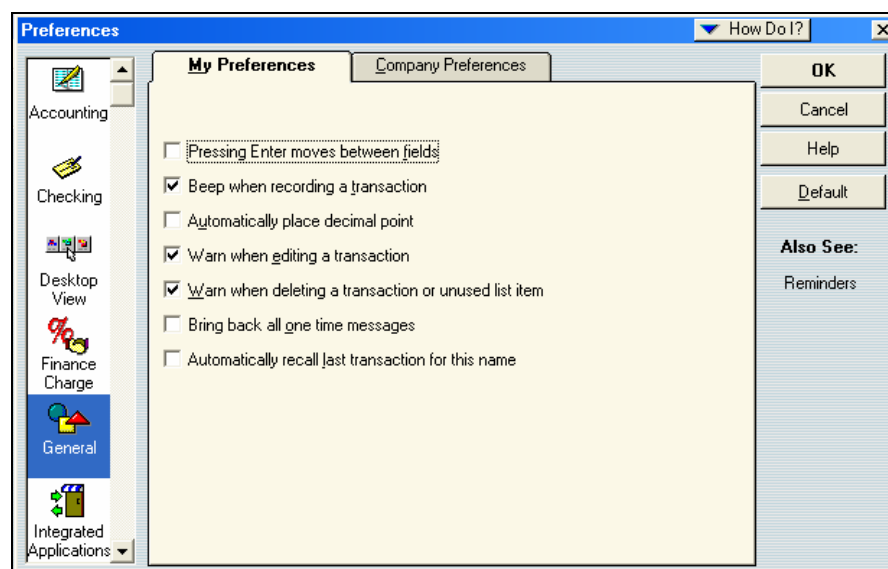 Preferences
How Do I?
My Preferences
Company Preferences
Accounting
Checking
Desktop
View
Finance
Charge
General
Integrated
Applications
Pressing Enter moves between fields
Beep when recording a transaction
Automatically place decimal point
Warn when editing a transaction
Warn when deleting a transaction or unused list item
Bring back all one time messages
Automatically recall last transaction for this name
OK
Cancel
Help
Default
Also See:
Reminders